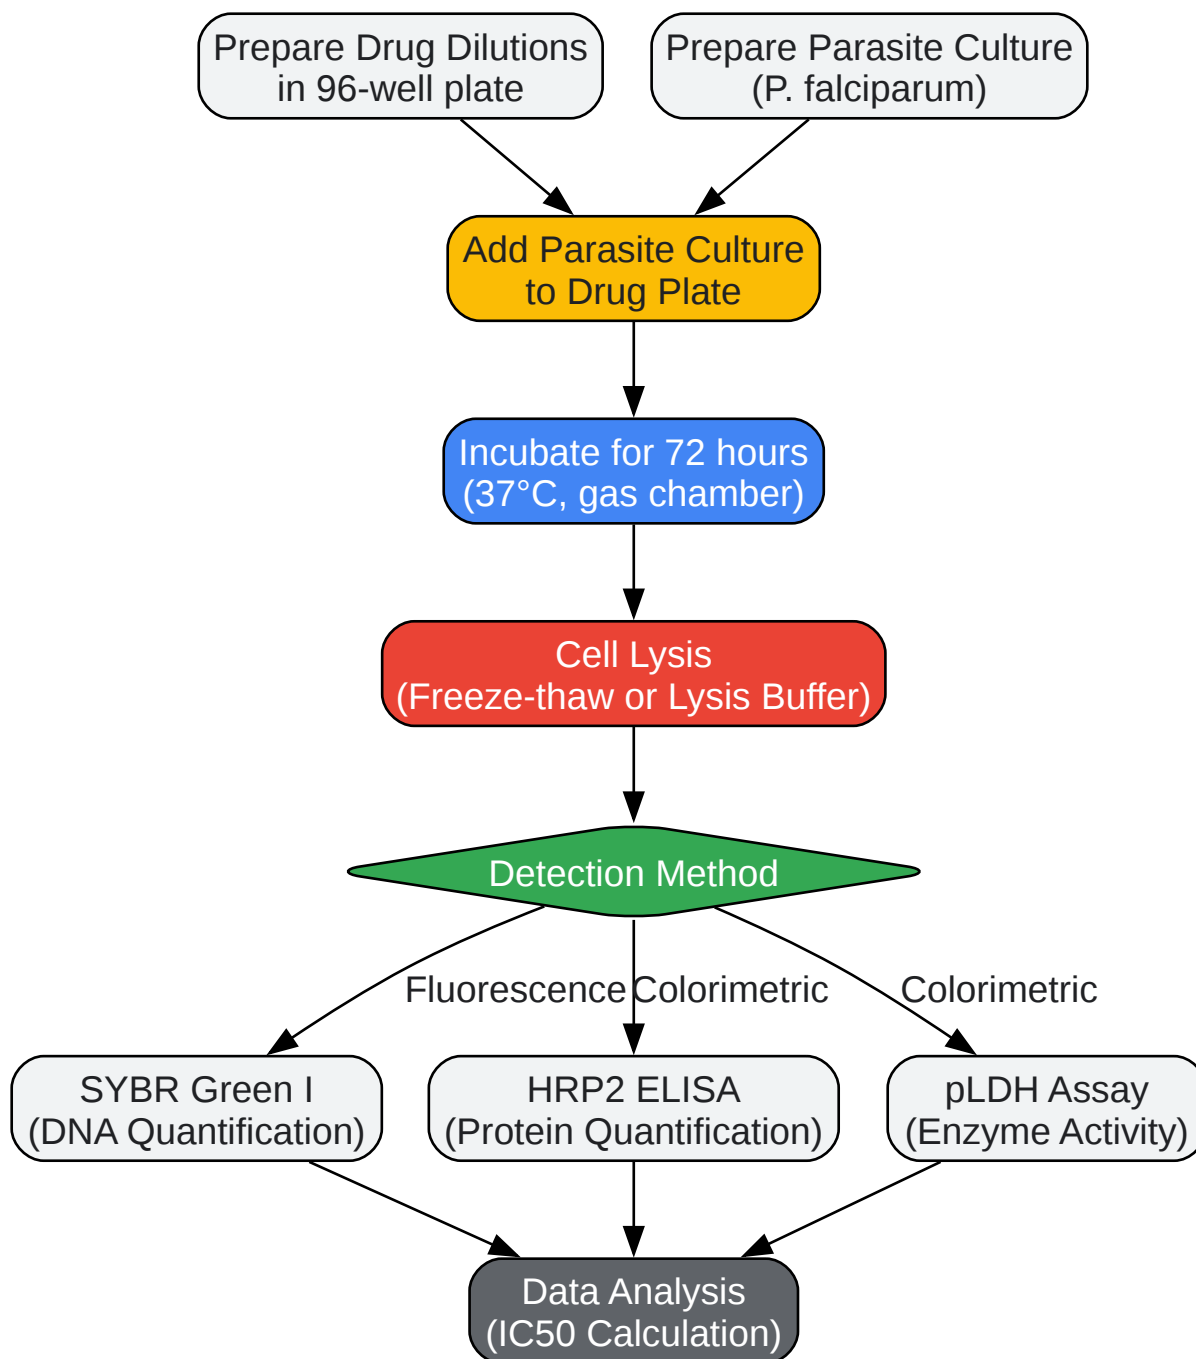 Prepare Drug Dilutions
in 96-well plate
Prepare Parasite Culture
(P. falciparum)
Add Parasite Culture
to Drug Plate
Incubate for 72 hours
(37°C, gas chamber)
Cell Lysis
(Freeze-thaw or Lysis Buffer)
Detection Method
Fluorescence
Colorimetric
Colorimetric
SYBR Green I
(DNA Quantification)
HRP2 ELISA
(Protein Quantification)
pLDH Assay
(Enzyme Activity)
Data Analysis
(IC50 Calculation)